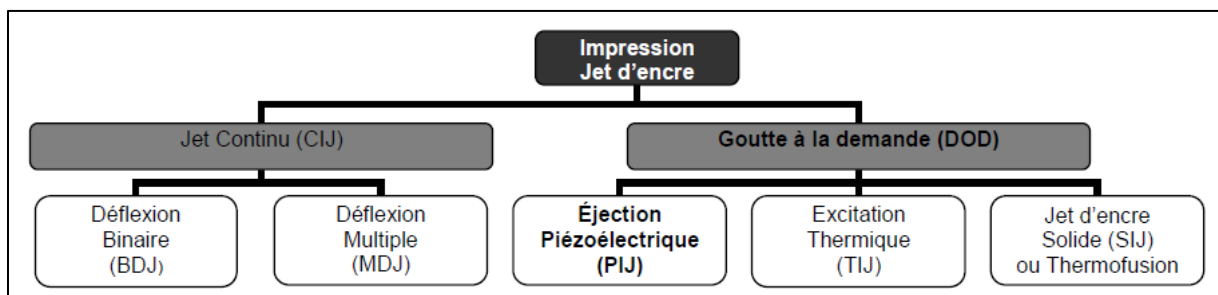 Impression
Jet d'encre
Jet Continu (CIJ)
Goutte à la demande (DOD)
Déflexion
Binaire
(BDJ)
Déflexion
Multiple
(MDJ)
Éjection
Piézoélectrique
(PIJ)
Excitation
Thermique
(TIJ)
Jet d'encre
Solide (SIJ)
ou Thermofusion